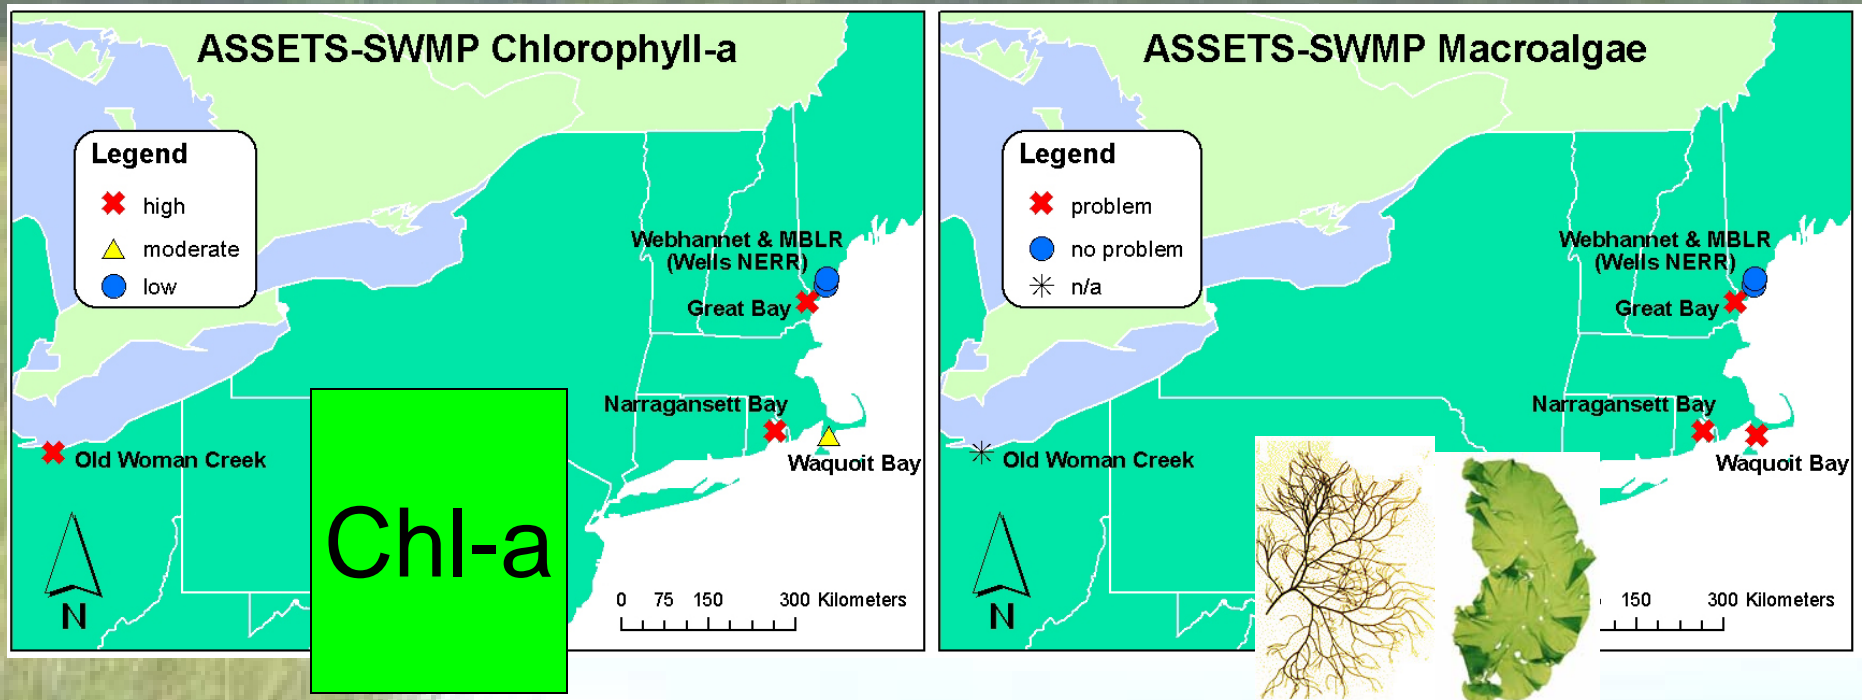 ASSETS-SWMP Chlorophyll-a
Legend
high
moderate
low
Webhannet & MBLR
(Wells NERR)
Great Bay
Narragansett Bay
Waquoit Bay
Old Woman Creek
Chl-a
N
0 75 150 300 Kilometers
ASSETS-SWMP Macroalgae
Legend
problem
no problem
n/a
Webhannet & MBLR
(Wells NERR)
Great Bay
Narragansett Bay
Waquoit Bay
Old Woman Creek
N
150 300 Kilometers